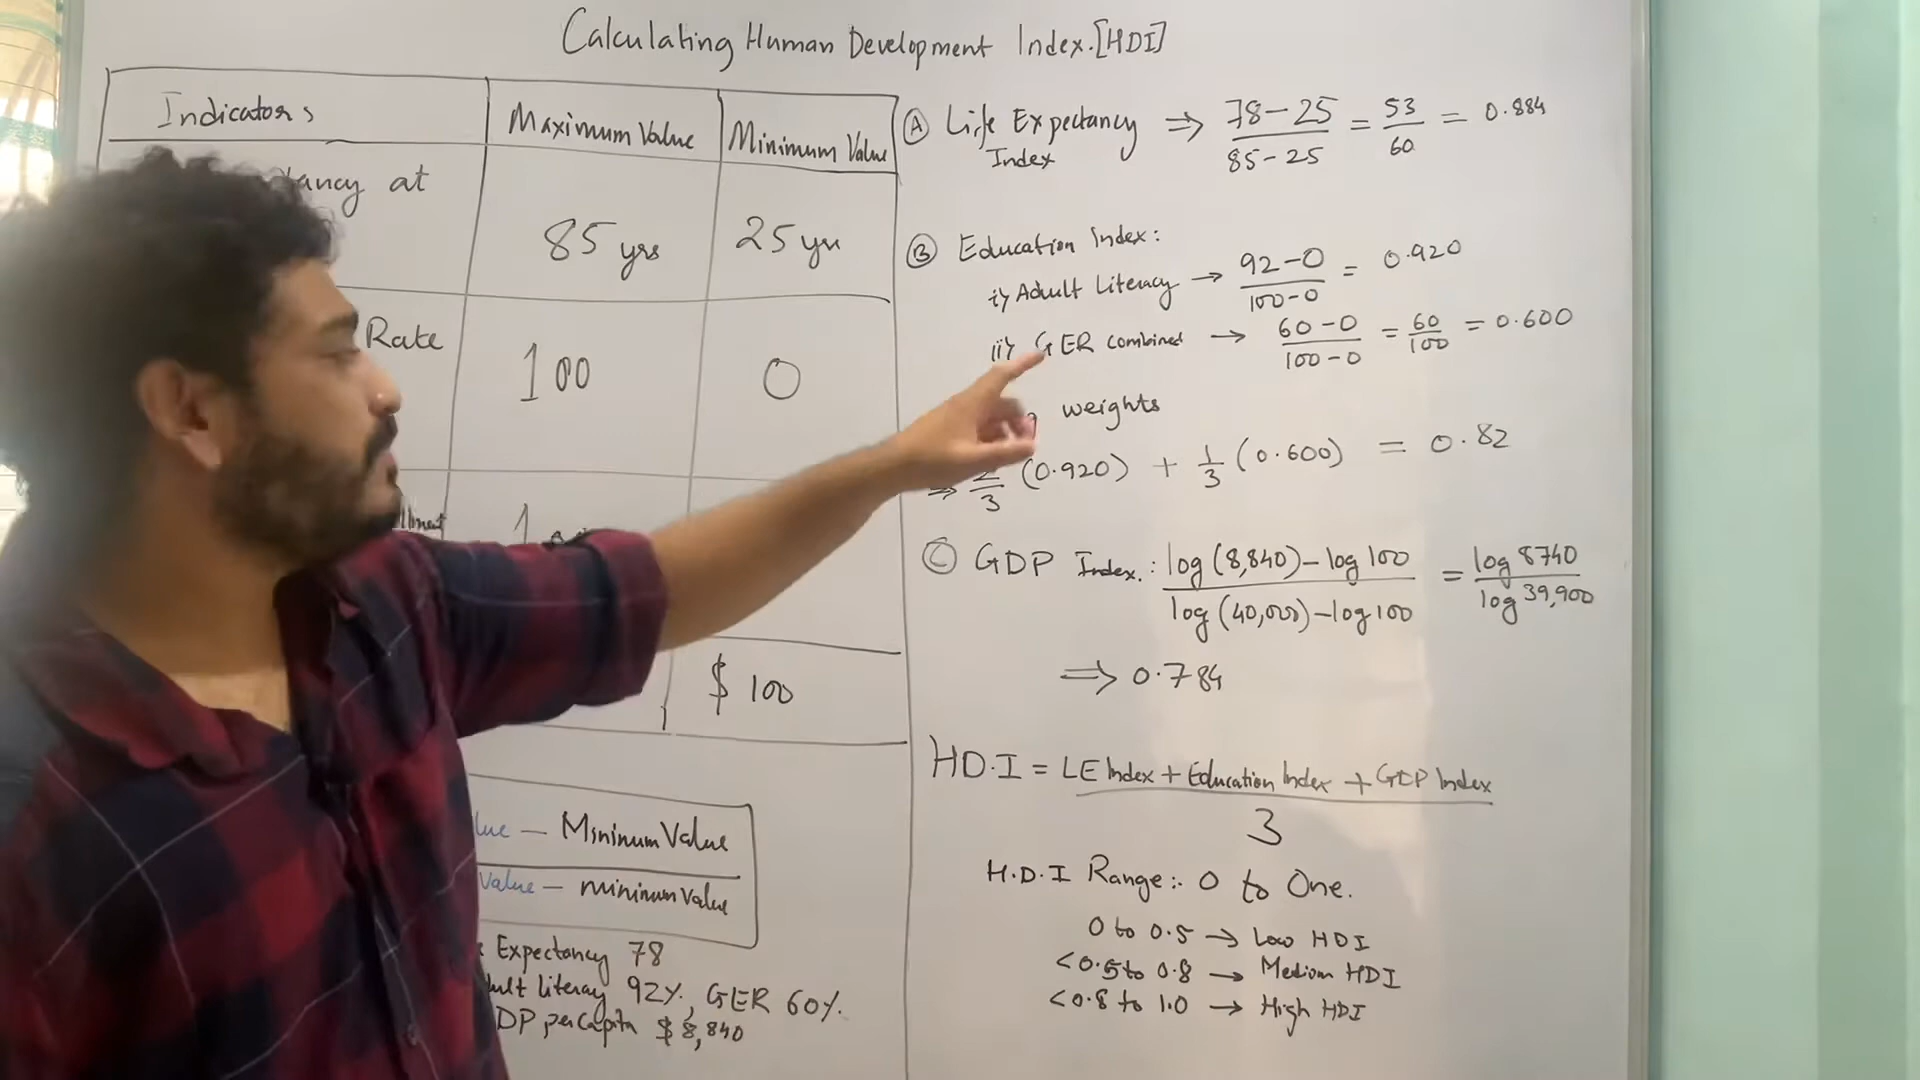 Calculating Human Development Index.[HDI]
Indicators
Maximum Value
Minimum Value
at
85 yrs
25 yrs
Rate
100
0
$ 100
— Mininum Value
Value — mininum Value
Expectancy 78
literacy 92%, GER 60%.
per Capita $ 8,840
Ⓐ Life Expectancy ⇒ 78-25 / 85-25 = 53 / 60 = 0.884
Index
Ⓑ Education Index:
i) Adult Literacy → 92-0 / 100-0 = 0.920
ii) GER combined → 60-0 / 100-0 = 60 / 100 = 0.600
weights
⇒ 2/3 (0.920) + 1/3 (0.600) = 0.82
Ⓒ GDP Index.: log (8,840) - log 100 / log (40,000) - log 100 = log 8740 / log 39,900
⇒ 0.784
H.D.I = LE Index + Education Index + GDP Index
3
H.D.I Range:- 0 to One.
0 to 0.5 → Low HDI
<0.5 to 0.8 → Medium HDI
<0.8 to 1.0 → High HDI